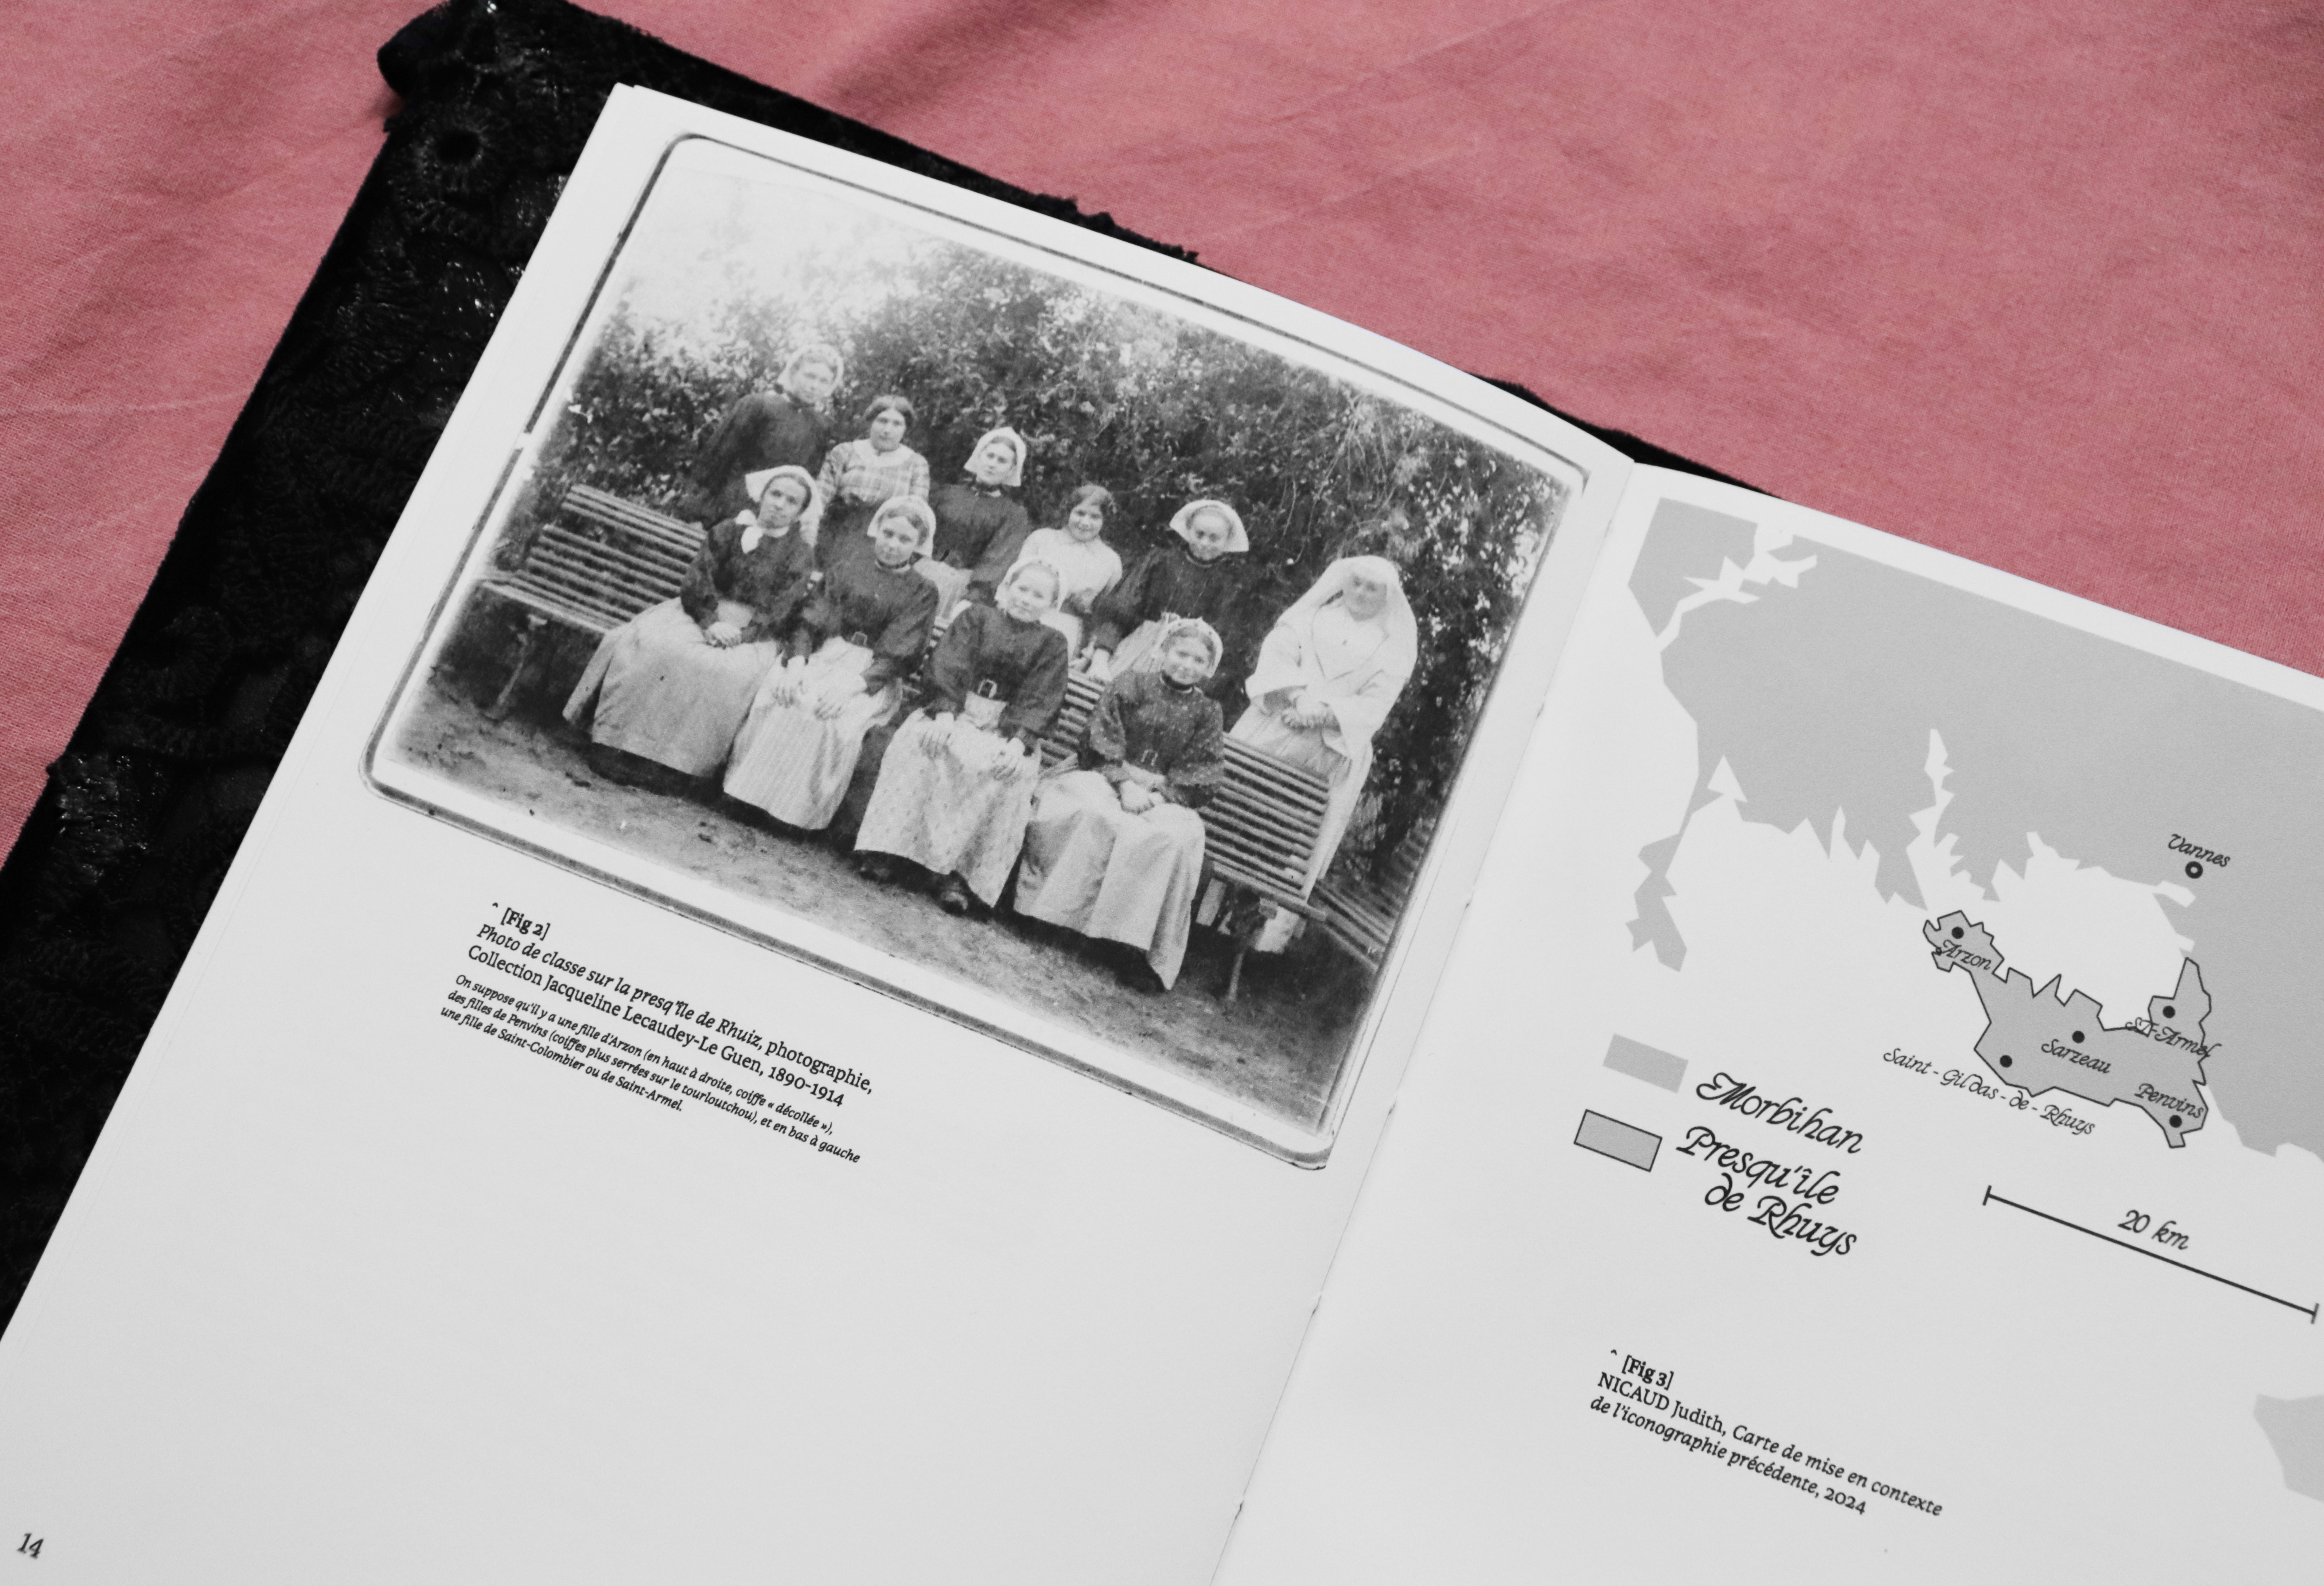 ^ [Fig 2]
Photo de classe sur la presq'île de Rhuiz, photographie,
Collection Jacqueline Lecaudey-Le Guen, 1890-1914
On suppose qu'il y a une fille d'Arzon (en haut à droite, coiffe « décollée »),
des filles de Penvins (coiffes plus serrées sur le tourloutchou), et en bas à gauche
une fille de Saint-Colombier ou de Saint-Armel.
14
Vannes
Arzon
St-Armel
Sarzeau
Saint-Gildas-de-Rhuys
Penvins
Morbihan
Presqu'île
de Rhuys
20 km
^ [Fig 3]
NICAUD Judith, Carte de mise en contexte
de l'iconographie précédente, 2024